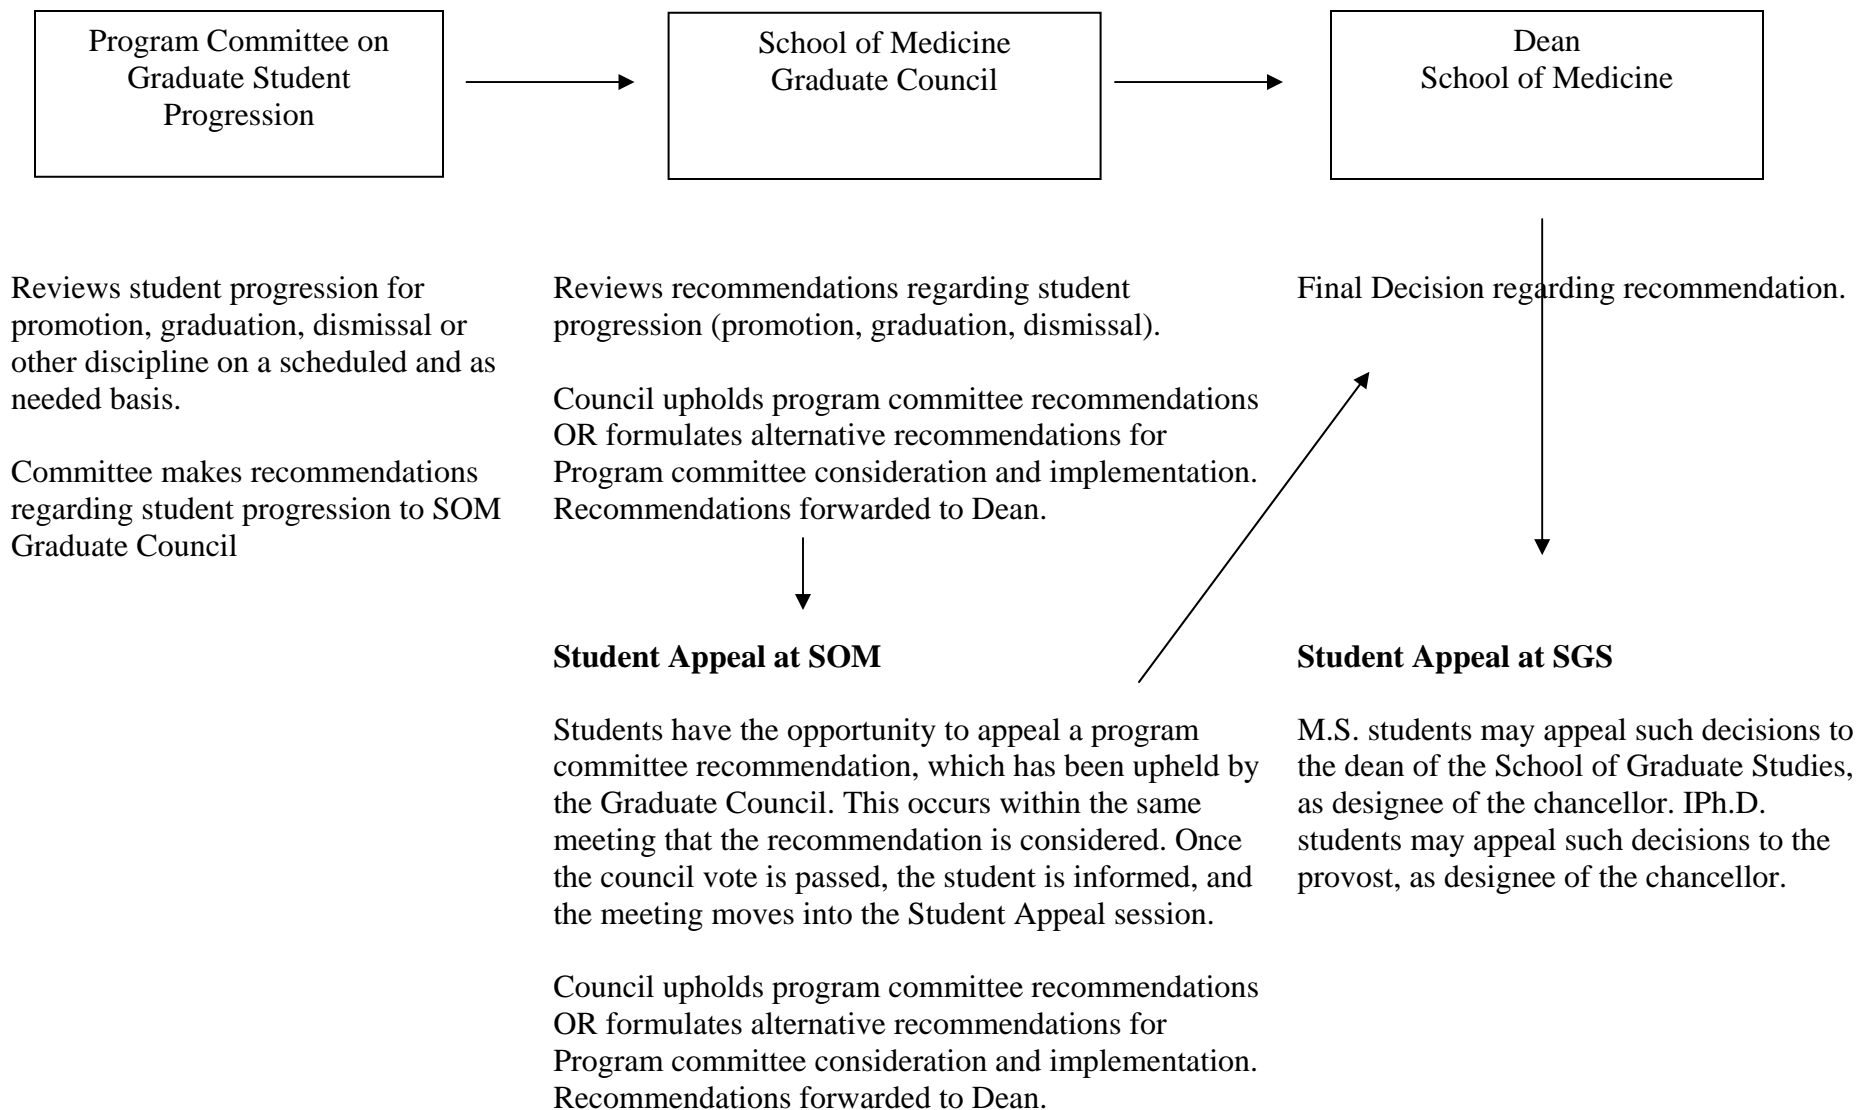 Program Committee on
Graduate Student
Progression
School of Medicine
Graduate Council
Dean
School of Medicine
Reviews student progression for
promotion, graduation, dismissal or
other discipline on a scheduled and as
needed basis.
Committee makes recommendations
regarding student progression to SOM
Graduate Council
Reviews recommendations regarding student
progression (promotion, graduation, dismissal).
Council upholds program committee recommendations
OR formulates alternative recommendations for
Program committee consideration and implementation.
Recommendations forwarded to Dean.
Student Appeal at SOM
Students have the opportunity to appeal a program
committee recommendation, which has been upheld by
the Graduate Council. This occurs within the same
meeting that the recommendation is considered. Once
the council vote is passed, the student is informed, and
the meeting moves into the Student Appeal session.
Council upholds program committee recommendations
OR formulates alternative recommendations for
Program committee consideration and implementation.
Recommendations forwarded to Dean.
Final Decision regarding recommendation.
Student Appeal at SGS
M.S. students may appeal such decisions to
the dean of the School of Graduate Studies,
as designee of the chancellor. IPh.D.
students may appeal such decisions to the
provost, as designee of the chancellor.